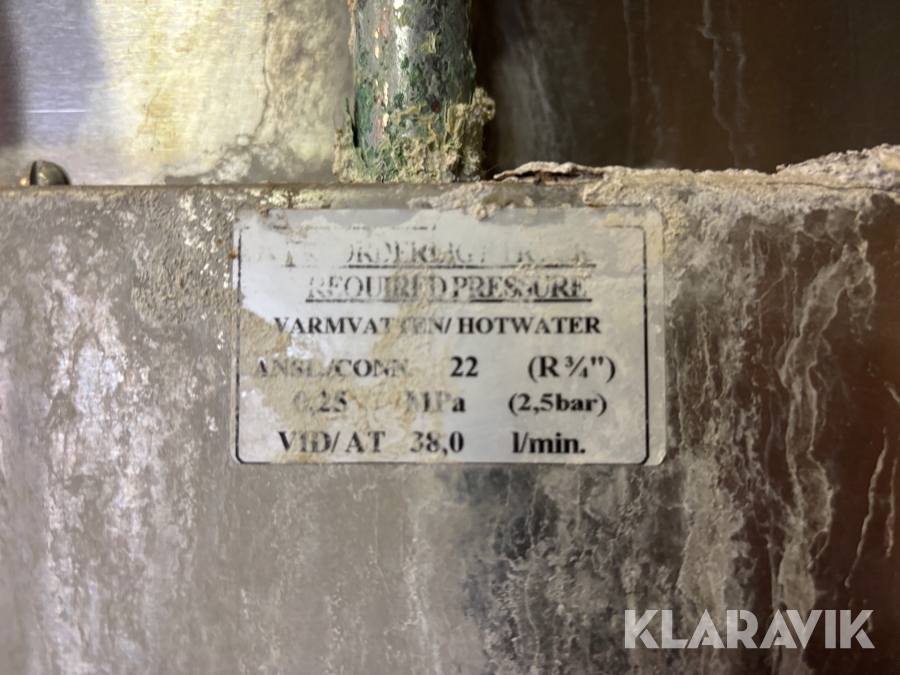 REQUIRED PRESSURE
VARMVATTEN/ HOTWATER
ANSL./CONN. 22 (R ¾")
0,25 MPa (2,5bar)
VID/ AT 38,0 l/min.
KLARAVIK